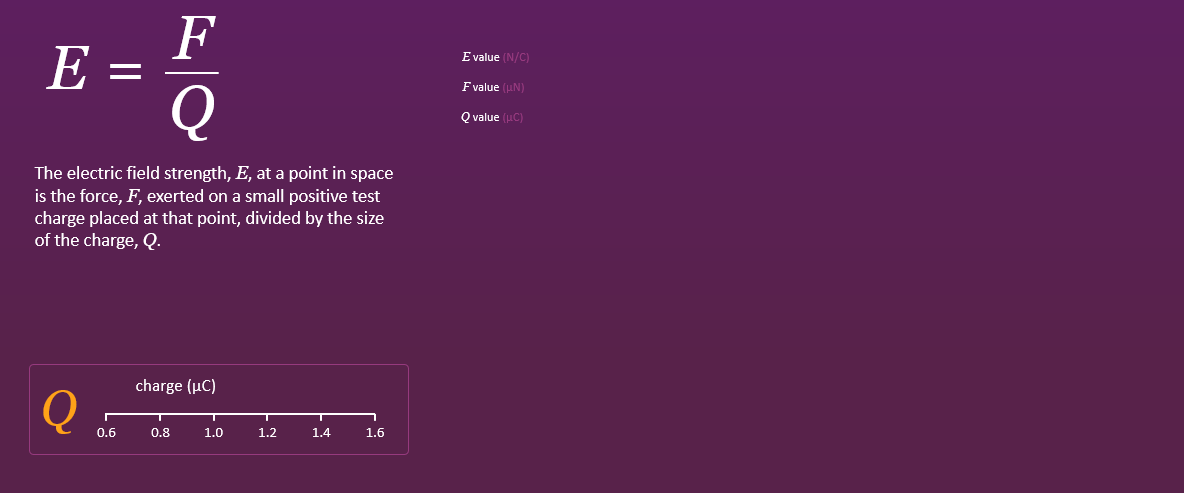 E = F
Q
E value (N/C)
F value (µN)
Q value (µC)
The electric field strength, E, at a point in space
is the force, F, exerted on a small positive test
charge placed at that point, divided by the size
of the charge, Q.
charge (µC)
Q
0.6 0.8 1.0 1.2 1.4 1.6